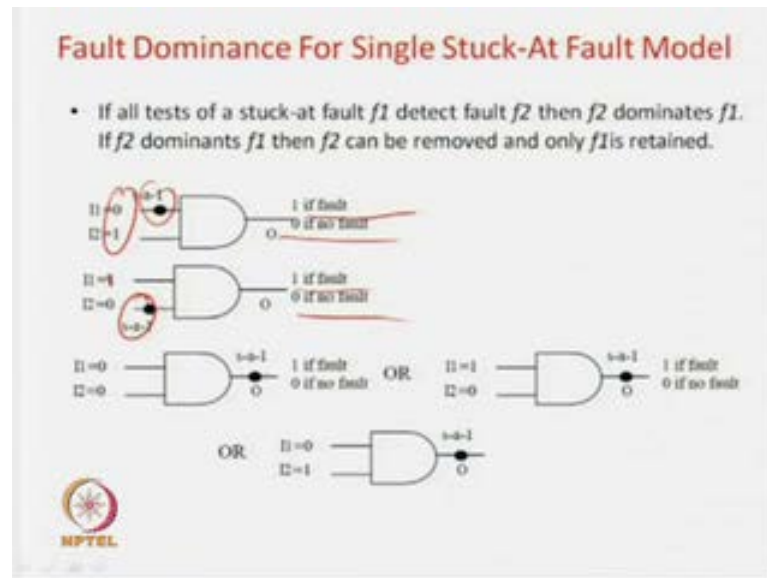 Fault Dominance For Single Stuck-At Fault Model
• If all tests of a stuck-at fault f1 detect fault f2 then f2 dominates f1.
If f2 dominants f1 then f2 can be removed and only f1is retained.
s-a-1
I1=0
I2=1
1 if fault
0 if no fault
O
I1=1
I2=0
s-a-1
1 if fault
0 if no fault
O
I1=0
I2=0
s-a-1
O
1 if fault
0 if no fault
OR
I1=1
I2=0
s-a-1
O
1 if fault
0 if no fault
OR
I1=0
I2=1
s-a-1
O
NPTEL